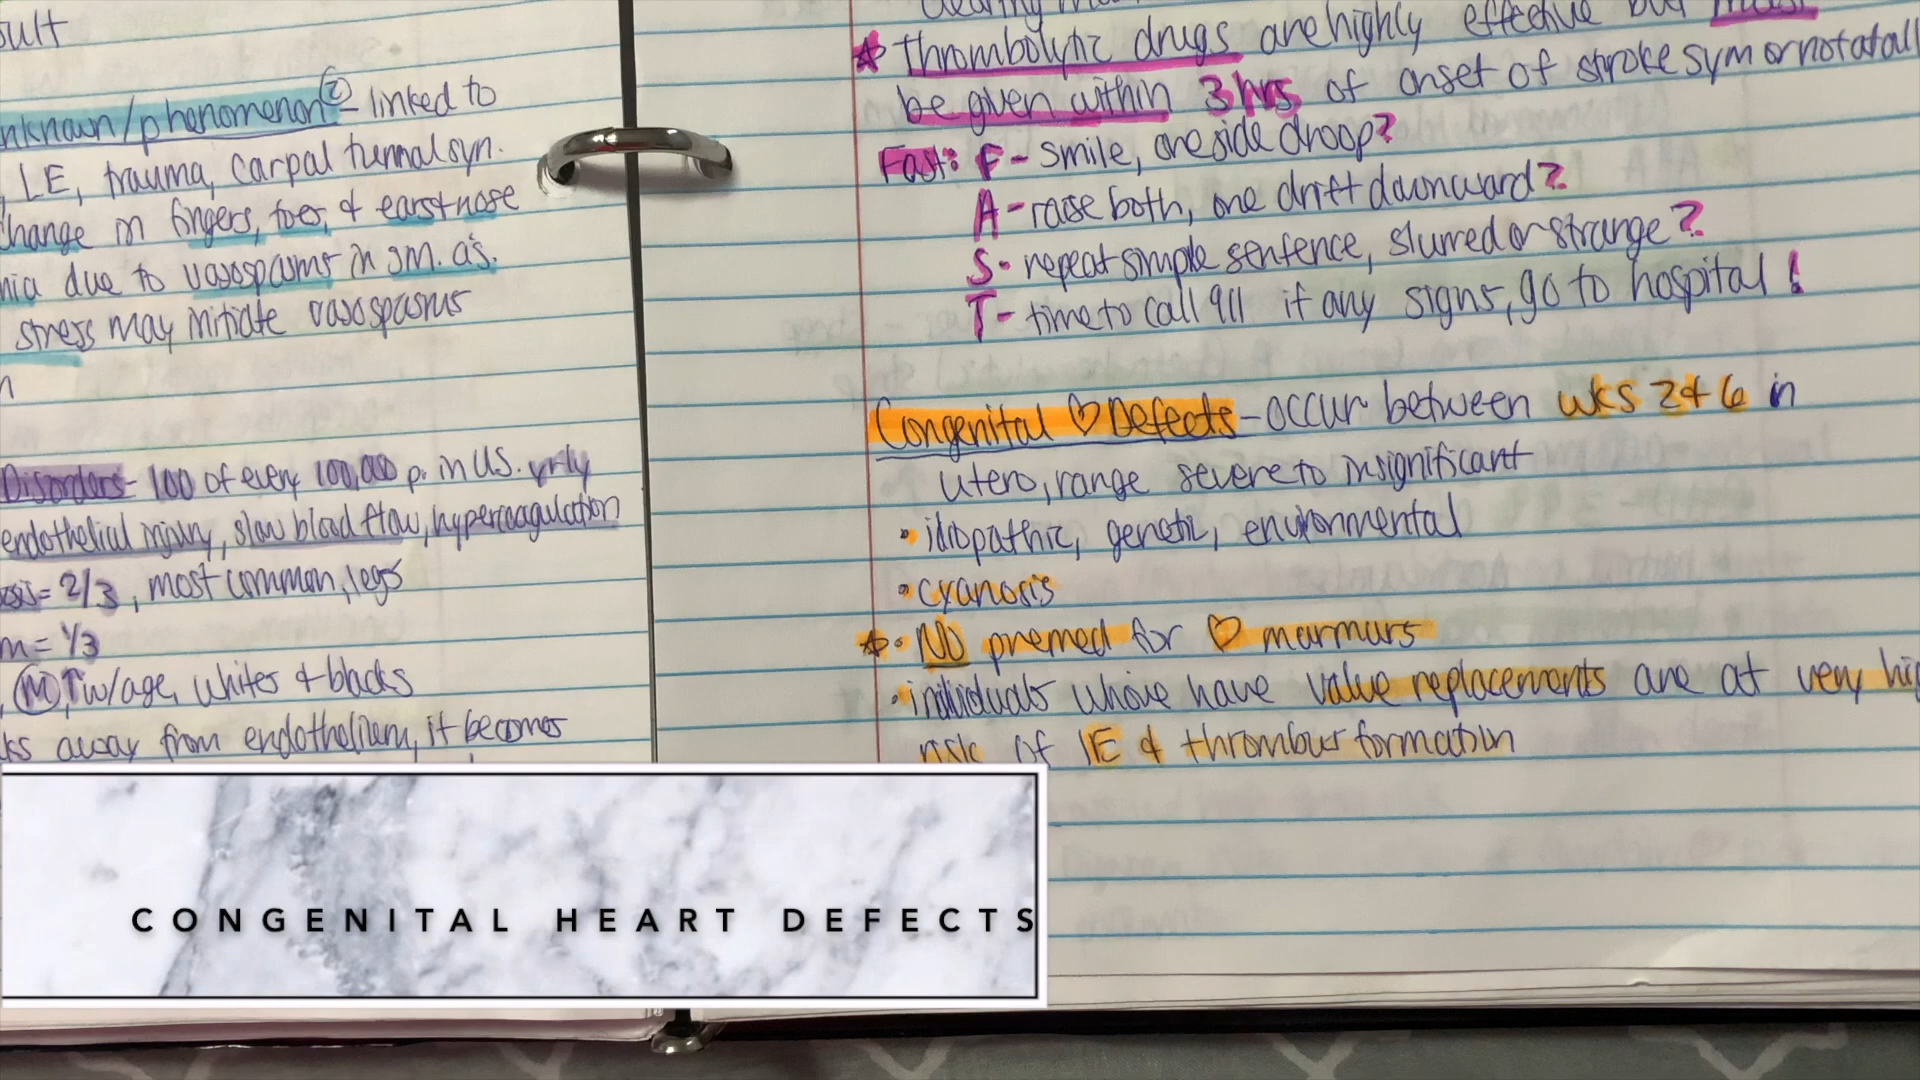 sult
nknown/phenomenon 2 - linked to
, LE, trauma, carpal tunnal syn.
change in fingers, toes, & ears + nose
nia due to vasospasms in sm. a's.
stress may initiate vasospasms
n
Disorders - 100 of every 100,000 p. in US. yrly
endothelial injury, slow blood flow, hypercoagulation
= 2/3, most common, legs
m = 1/3
M ↑ w/age, whites + blacks
ks away from endothelium, it becomes
thrombolytic drugs are highly effective but must
be given within 3 hrs of onset of stroke sym or not at all
Fast: F - smile, one side droop?
A - raise both, one drift downward?
S - repeat simple sentence, slurred or strange?
T - time to call 911 if any signs, go to hospital!
Congenital ♡ Defects - occur between wks 2 + 6 in
utero, range severe to insignificant
• idiopathic, genetic, environmental
• cyanosis
• NO premed for ♡ murmurs
• individuals whove have valve replacements are at very hi
risk of IE & thrombus formation
CONGENITAL HEART DEFECTS